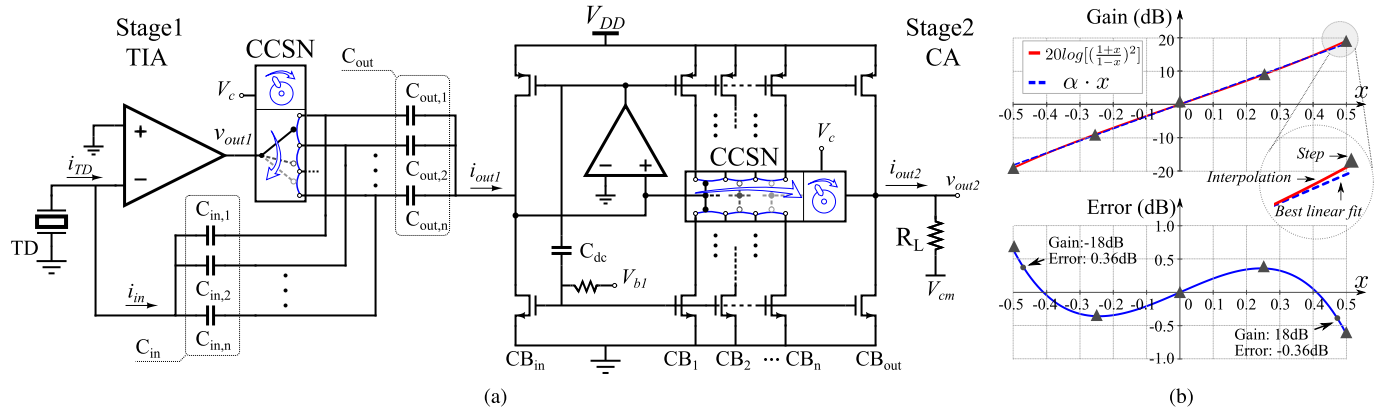 Stage1
TIA
CCSN
V_c
C_out
C_out,1
C_out,2
C_out,n
+
−
v_out1
i_TD
TD
i_in
C_in,1
C_in,2
C_in,n
C_in
i_out1
V_DD
Stage2
CA
−
+
CCSN
V_c
i_out2
v_out2
R_L
V_cm
C_dc
V_b1
CB_in
CB_1
CB_2
⋯
CB_n
CB_out
(a)
Gain (dB)
20log[(\frac{1+x}{1-x})^2]
α · x
20
10
-10
-20
-0.5 -0.4 -0.3 -0.2 -0.1 0 0.1 0.2 0.3 0.4 0.5 x
Step
Interpolation
Best linear fit
Error (dB)
1.0
0.5
-0.5
-1.0
Gain:-18dB
Error: 0.36dB
-0.5 -0.4 -0.3 -0.2 -0.1 0 0.1 0.2 0.3 0.4 0.5 x
Gain: 18dB
Error: -0.36dB
(b)